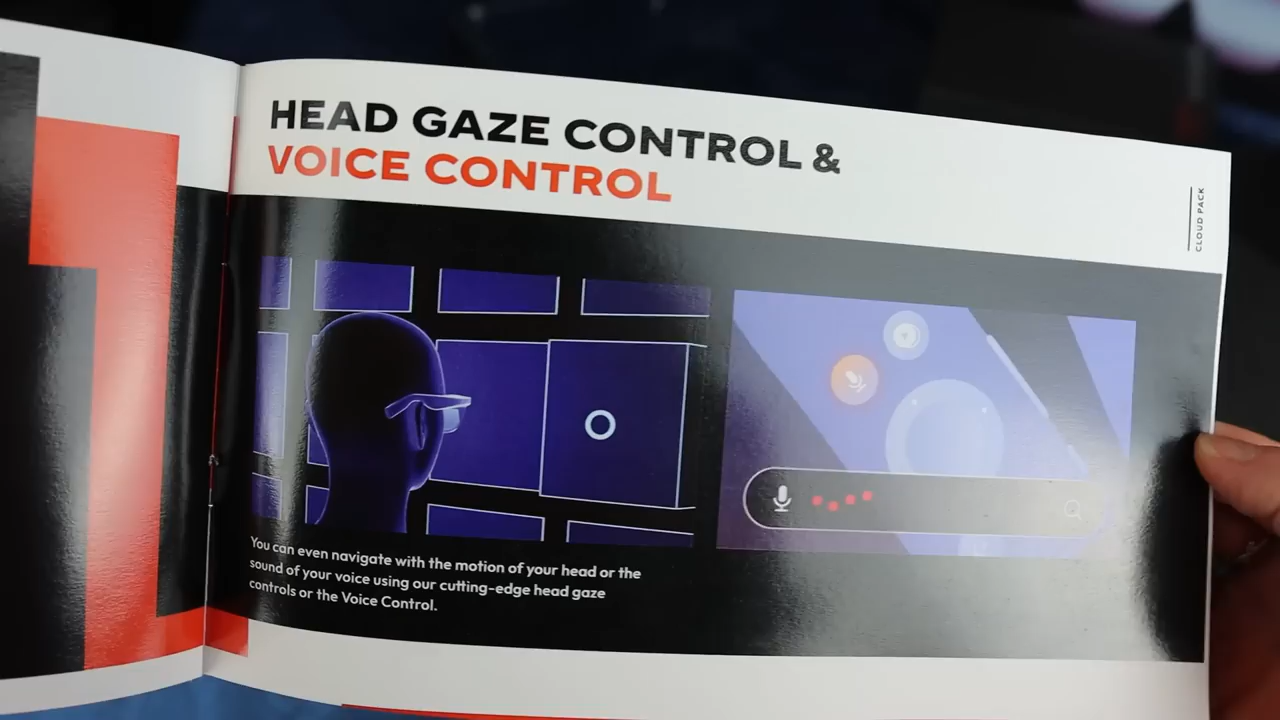 HEAD GAZE CONTROL &
VOICE CONTROL
CLOUD PACK
You can even navigate with the motion of your head or the
sound of your voice using our cutting-edge head gaze
controls or the Voice Control.